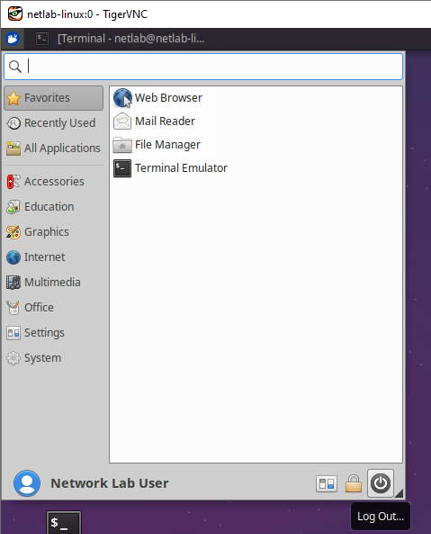 netlab-linux:0 - TigerVNC
[Terminal - netlab@netlab-li...
Favorites
Recently Used
All Applications
Accessories
Education
Graphics
Internet
Multimedia
Office
Settings
System
Web Browser
Mail Reader
File Manager
Terminal Emulator
Network Lab User
Log Out...
$_